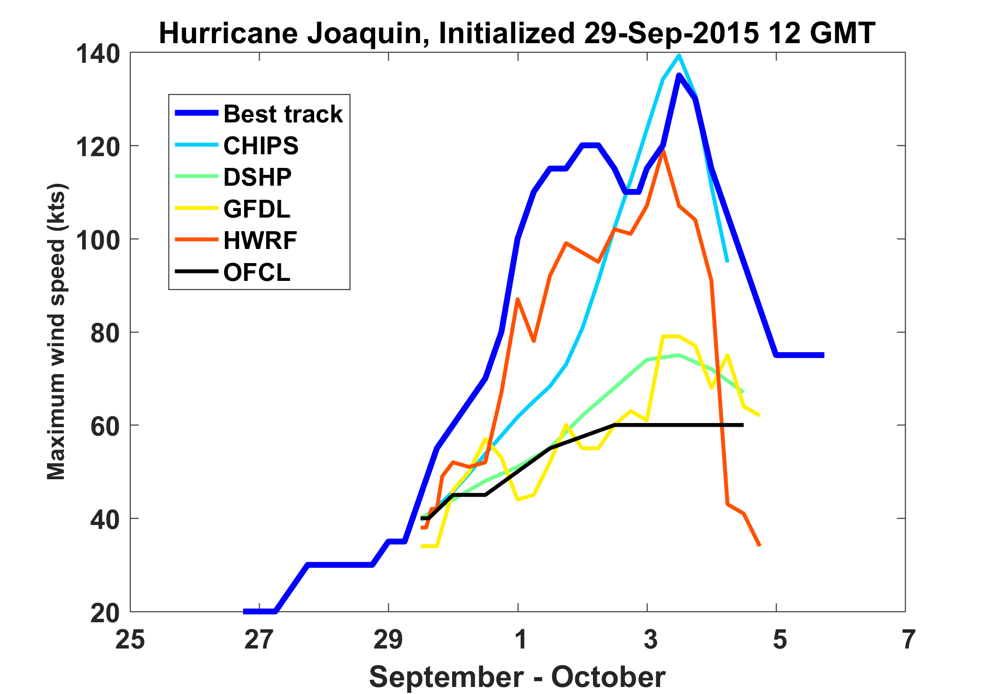 Hurricane Joaquin, Initialized 29-Sep-2015 12 GMT
140
120
100
80
60
40
20
Maximum wind speed (kts)
Best track
CHIPS
DSHP
GFDL
HWRF
OFCL
25 27 29 1 3 5 7
September - October